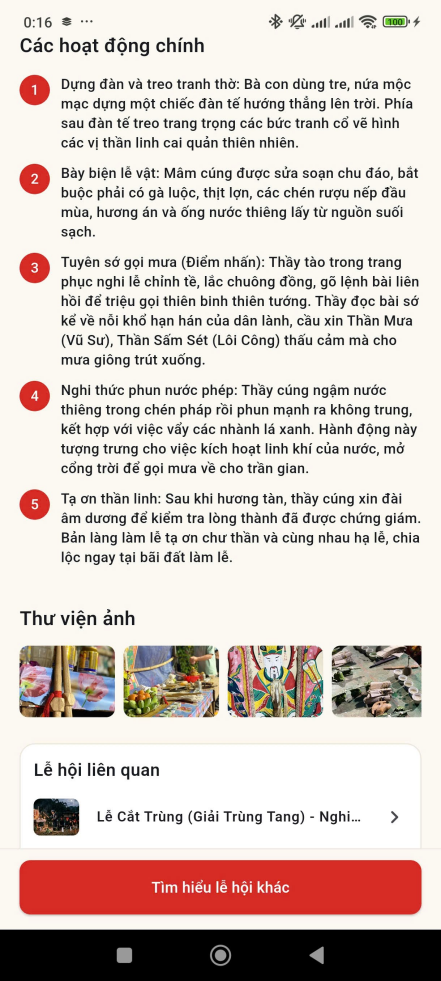 0:16
100
Các hoạt động chính
1
Dựng đàn và treo tranh thờ: Bà con dùng tre, nứa mộc
mạc dựng một chiếc đàn tế hướng thẳng lên trời. Phía
sau đàn tế treo trang trọng các bức tranh cổ vẽ hình
các vị thần linh cai quản thiên nhiên.
2
Bày biện lễ vật: Mâm cúng được sửa soạn chu đáo, bắt
buộc phải có gà luộc, thịt lợn, các chén rượu nếp đầu
mùa, hương án và ống nước thiêng lấy từ nguồn suối
sạch.
3
Tuyên sớ gọi mưa (Điểm nhấn): Thầy tào trong trang
phục nghi lễ chỉnh tề, lắc chuông đồng, gõ lệnh bài liên
hồi để triệu gọi thiên binh thiên tướng. Thầy đọc bài sớ
kể về nỗi khổ hạn hán của dân lành, cầu xin Thần Mưa
(Vũ Sư), Thần Sấm Sét (Lôi Công) thấu cảm mà cho
mưa giông trút xuống.
4
Nghi thức phun nước phép: Thầy cúng ngậm nước
thiêng trong chén pháp rồi phun mạnh ra không trung,
kết hợp với việc vẩy các nhành lá xanh. Hành động này
tượng trưng cho việc kích hoạt linh khí của nước, mở
cổng trời để gọi mưa về cho trần gian.
5
Tạ ơn thần linh: Sau khi hương tàn, thầy cúng xin đài
âm dương để kiểm tra lòng thành đã được chứng giám.
Bản làng làm lễ tạ ơn chư thần và cùng nhau hạ lễ, chia
lộc ngay tại bãi đất làm lễ.
Thư viện ảnh
Lễ hội liên quan
Lễ Cắt Trùng (Giải Trùng Tang) - Nghi...
Tìm hiểu lễ hội khác